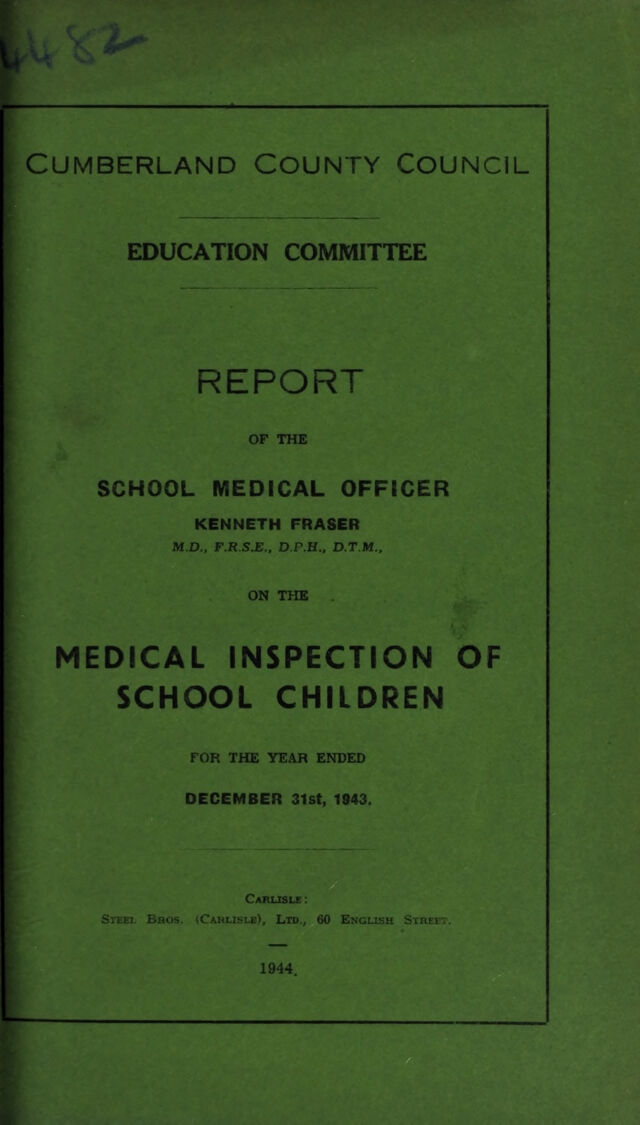 4482
CUMBERLAND COUNTY COUNCIL
EDUCATION COMMITTEE
REPORT
OF THE
SCHOOL MEDICAL OFFICER
KENNETH FRASER
M.D., F.R.S.E., D.P.H., D.T.M.,
ON THE
MEDICAL INSPECTION OF
SCHOOL CHILDREN
FOR THE YEAR ENDED
DECEMBER 31st, 1943.
CARLISLE:
STEEL BROS. (CARLISLE), LTD., 60 ENGLISH STREET.
1944.